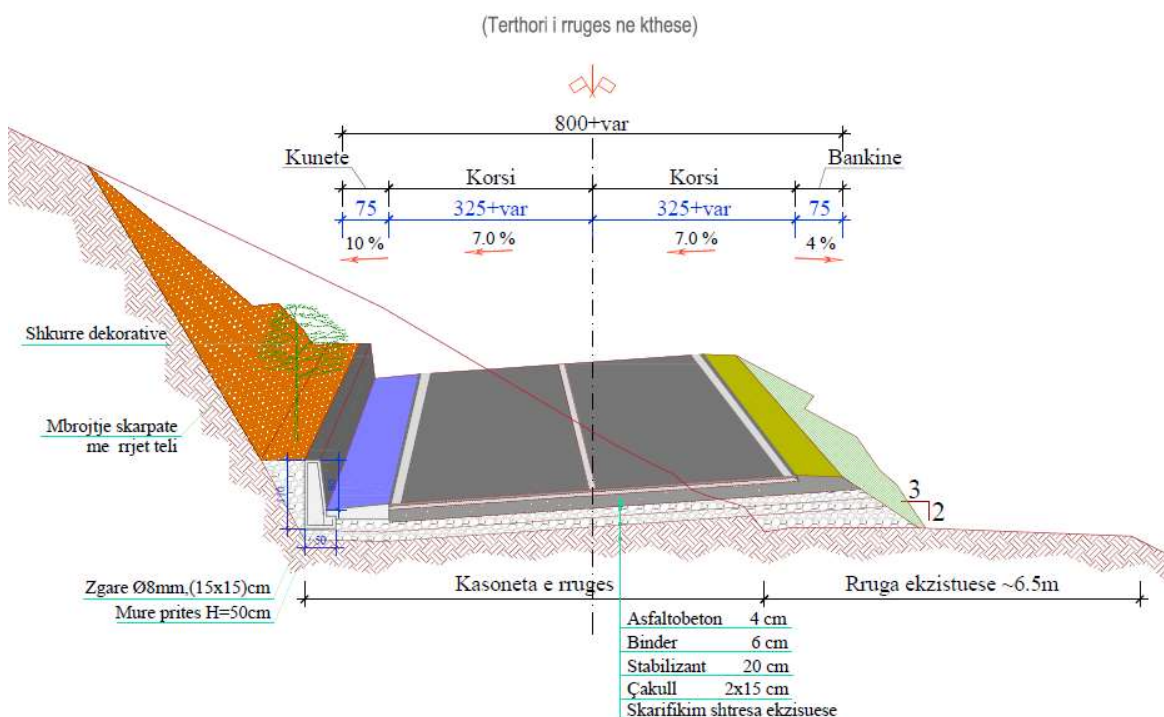 (Terthori i rruges ne kthese)
800+var
Kunete
Bankine
Korsi
Korsi
75
325+var
325+var
75
10 %
7.0 %
7.0 %
4 %
Shkurre dekorative
Mbrojtje skarpate
me rrjet teli
3
2
50
Zgare Ø8mm,(15x15)cm
Mure prites H=50cm
Kasoneta e rruges
Rruga ekzistuese ~6.5m
Asfaltobeton 4 cm
Binder 6 cm
Stabilizant 20 cm
Çakull 2x15 cm
Skarifikim shtresa ekzisuese